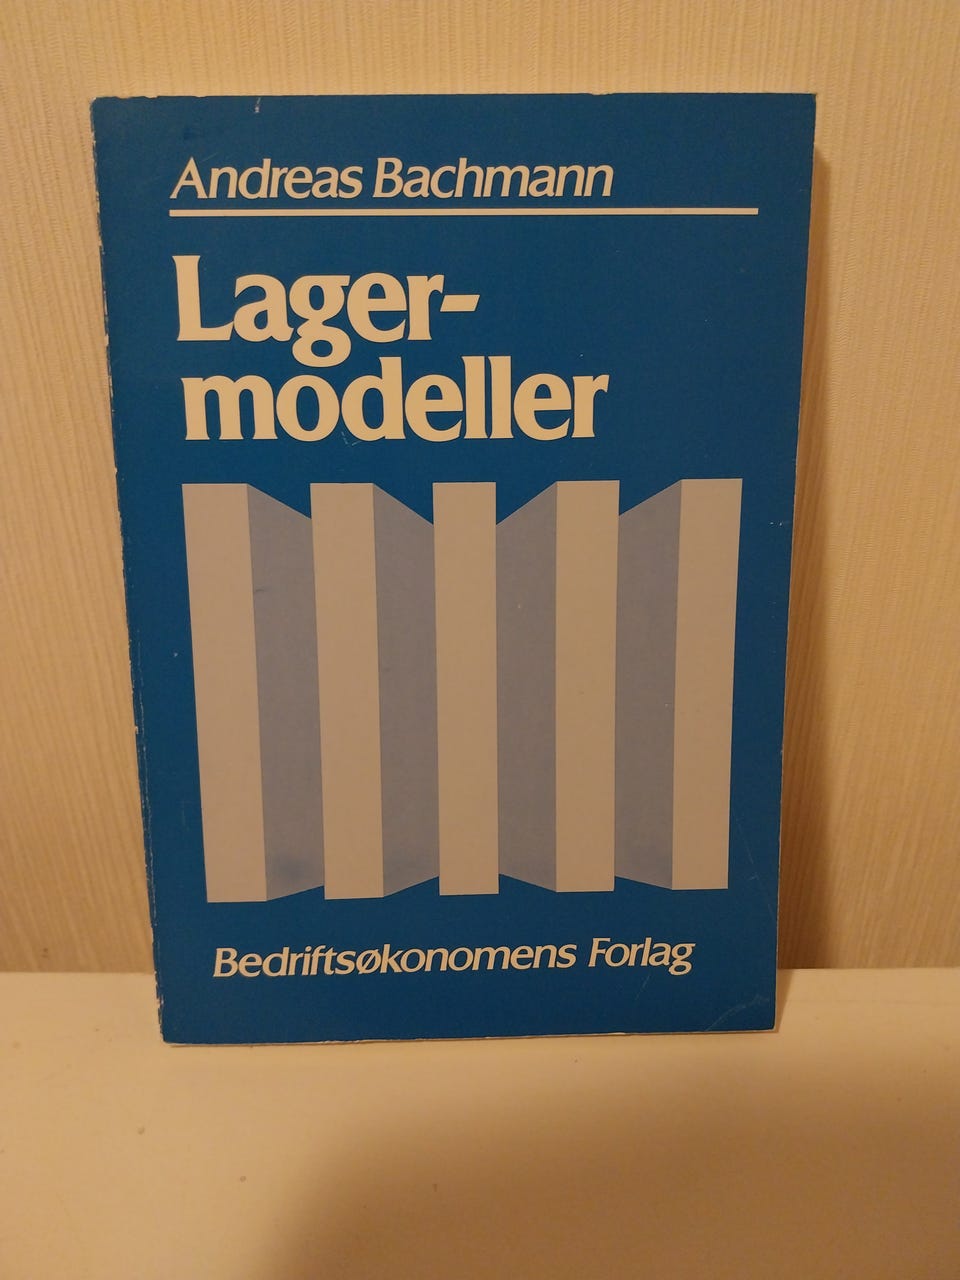 Andreas Bachmann
Lager-
modeller
Bedriftsøkonomens Forlag